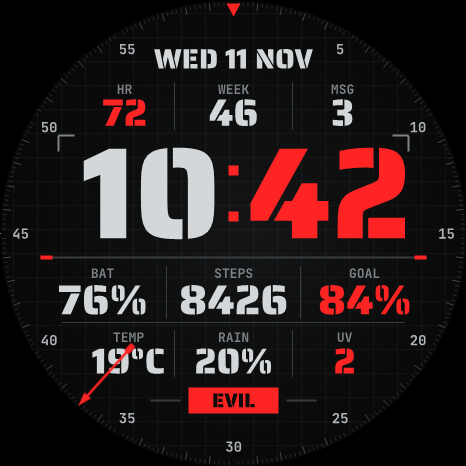 55 5
WED 11 NOV
HR WEEK MSG
72 46 3
50 10
10:42
45 15
BAT STEPS GOAL
76% 8426 84%
40 20
TEMP RAIN UV
19°C 20% 2
EVIL
35 25
30